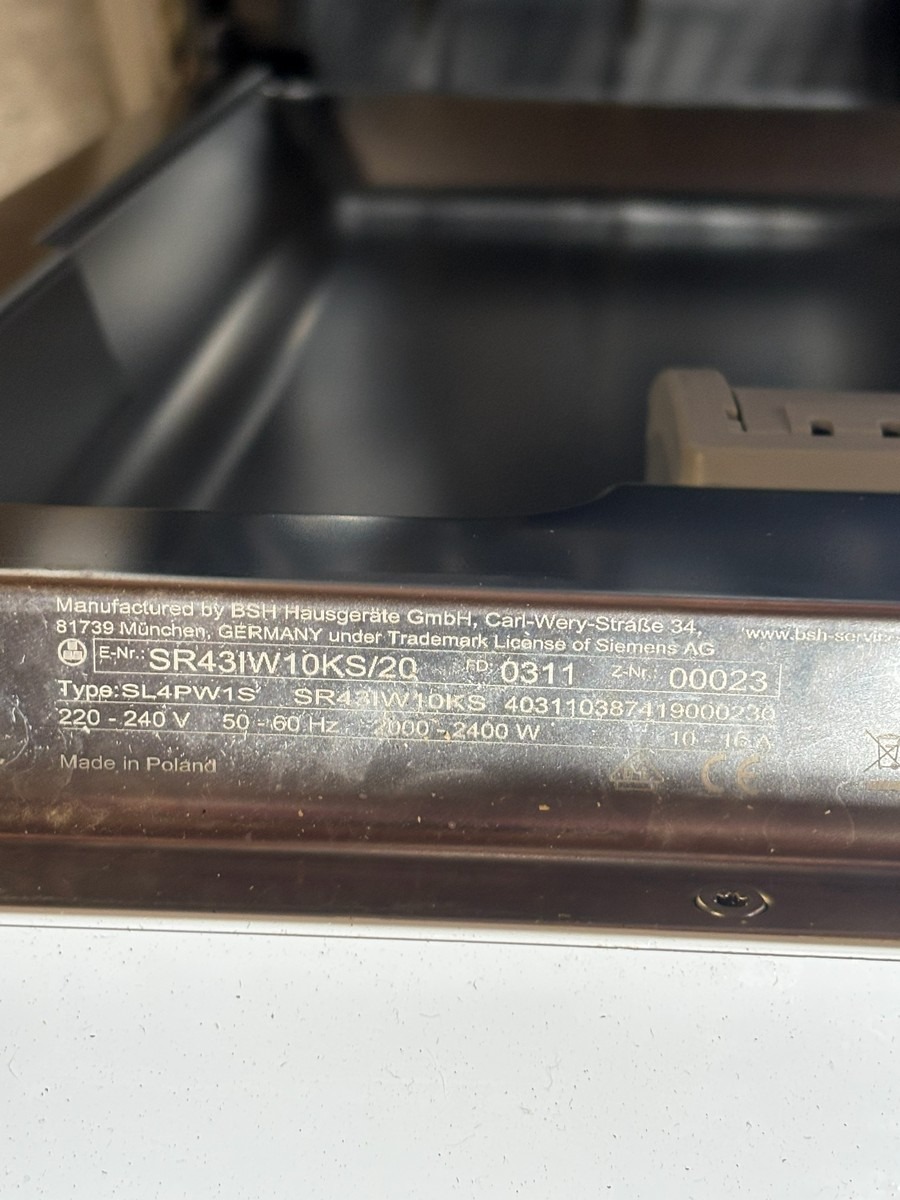 Manufactured by BSH Hausgeräte GmbH, Carl-Wery-Straße 34,
81739 München, GERMANY under Trademark License of Siemens AG
E-Nr.: SR43IW10KS/20 FD: 0311 Z-Nr.: 00023
Type: SL4PW1S SR43IW10KS 403110387419000230
220 - 240 V 50 - 60 Hz 2000 - 2400 W 10 - 16 A
Made in Poland CE